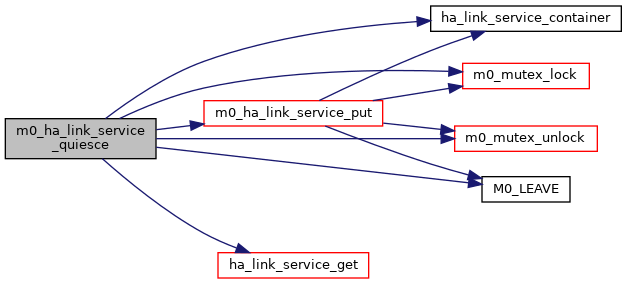 ha_link_service_container
m0_mutex_lock
m0_ha_link_service_put
m0_ha_link_service
_quiesce
m0_mutex_unlock
M0_LEAVE
ha_link_service_get